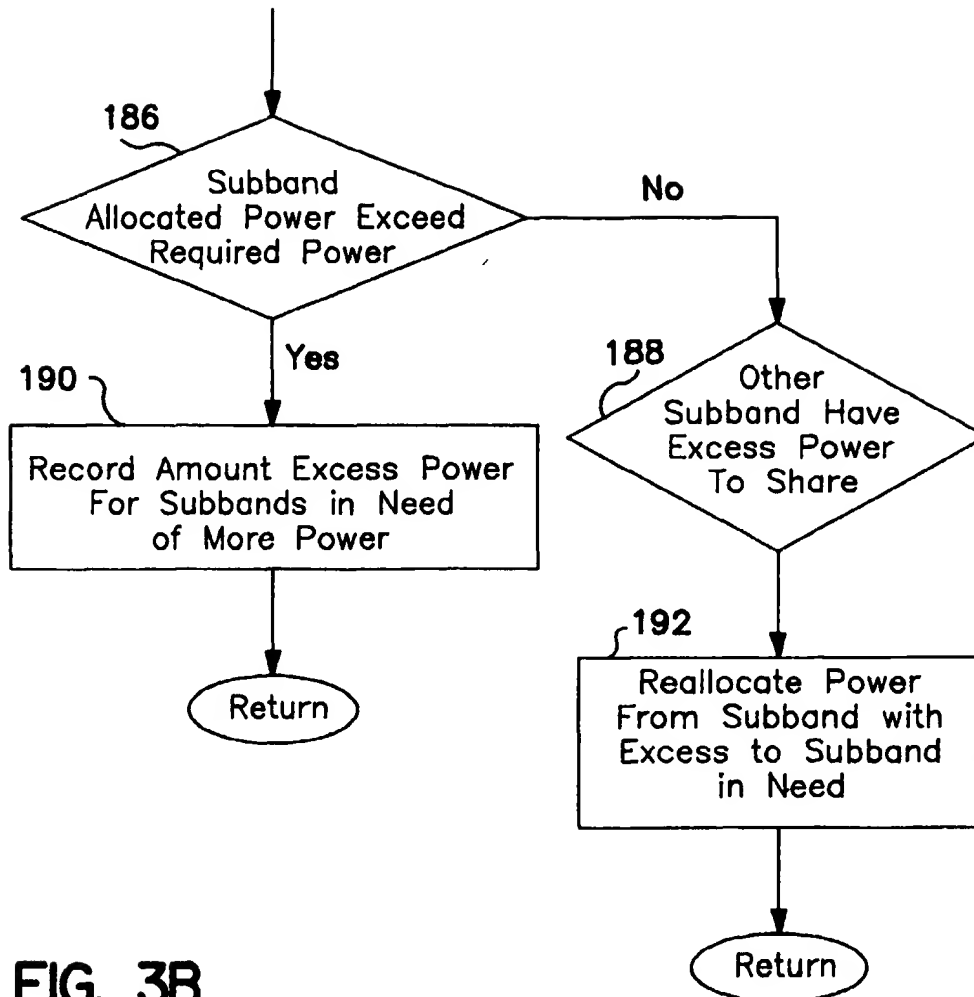 186
Subband
Allocated Power Exceed
Required Power
No
Yes
190
Record Amount Excess Power
For Subbands in Need
of More Power
Return
188
Other
Subband Have
Excess Power
To Share
192
Reallocate Power
From Subband with
Excess to Subband
in Need
Return
FIG. 3B